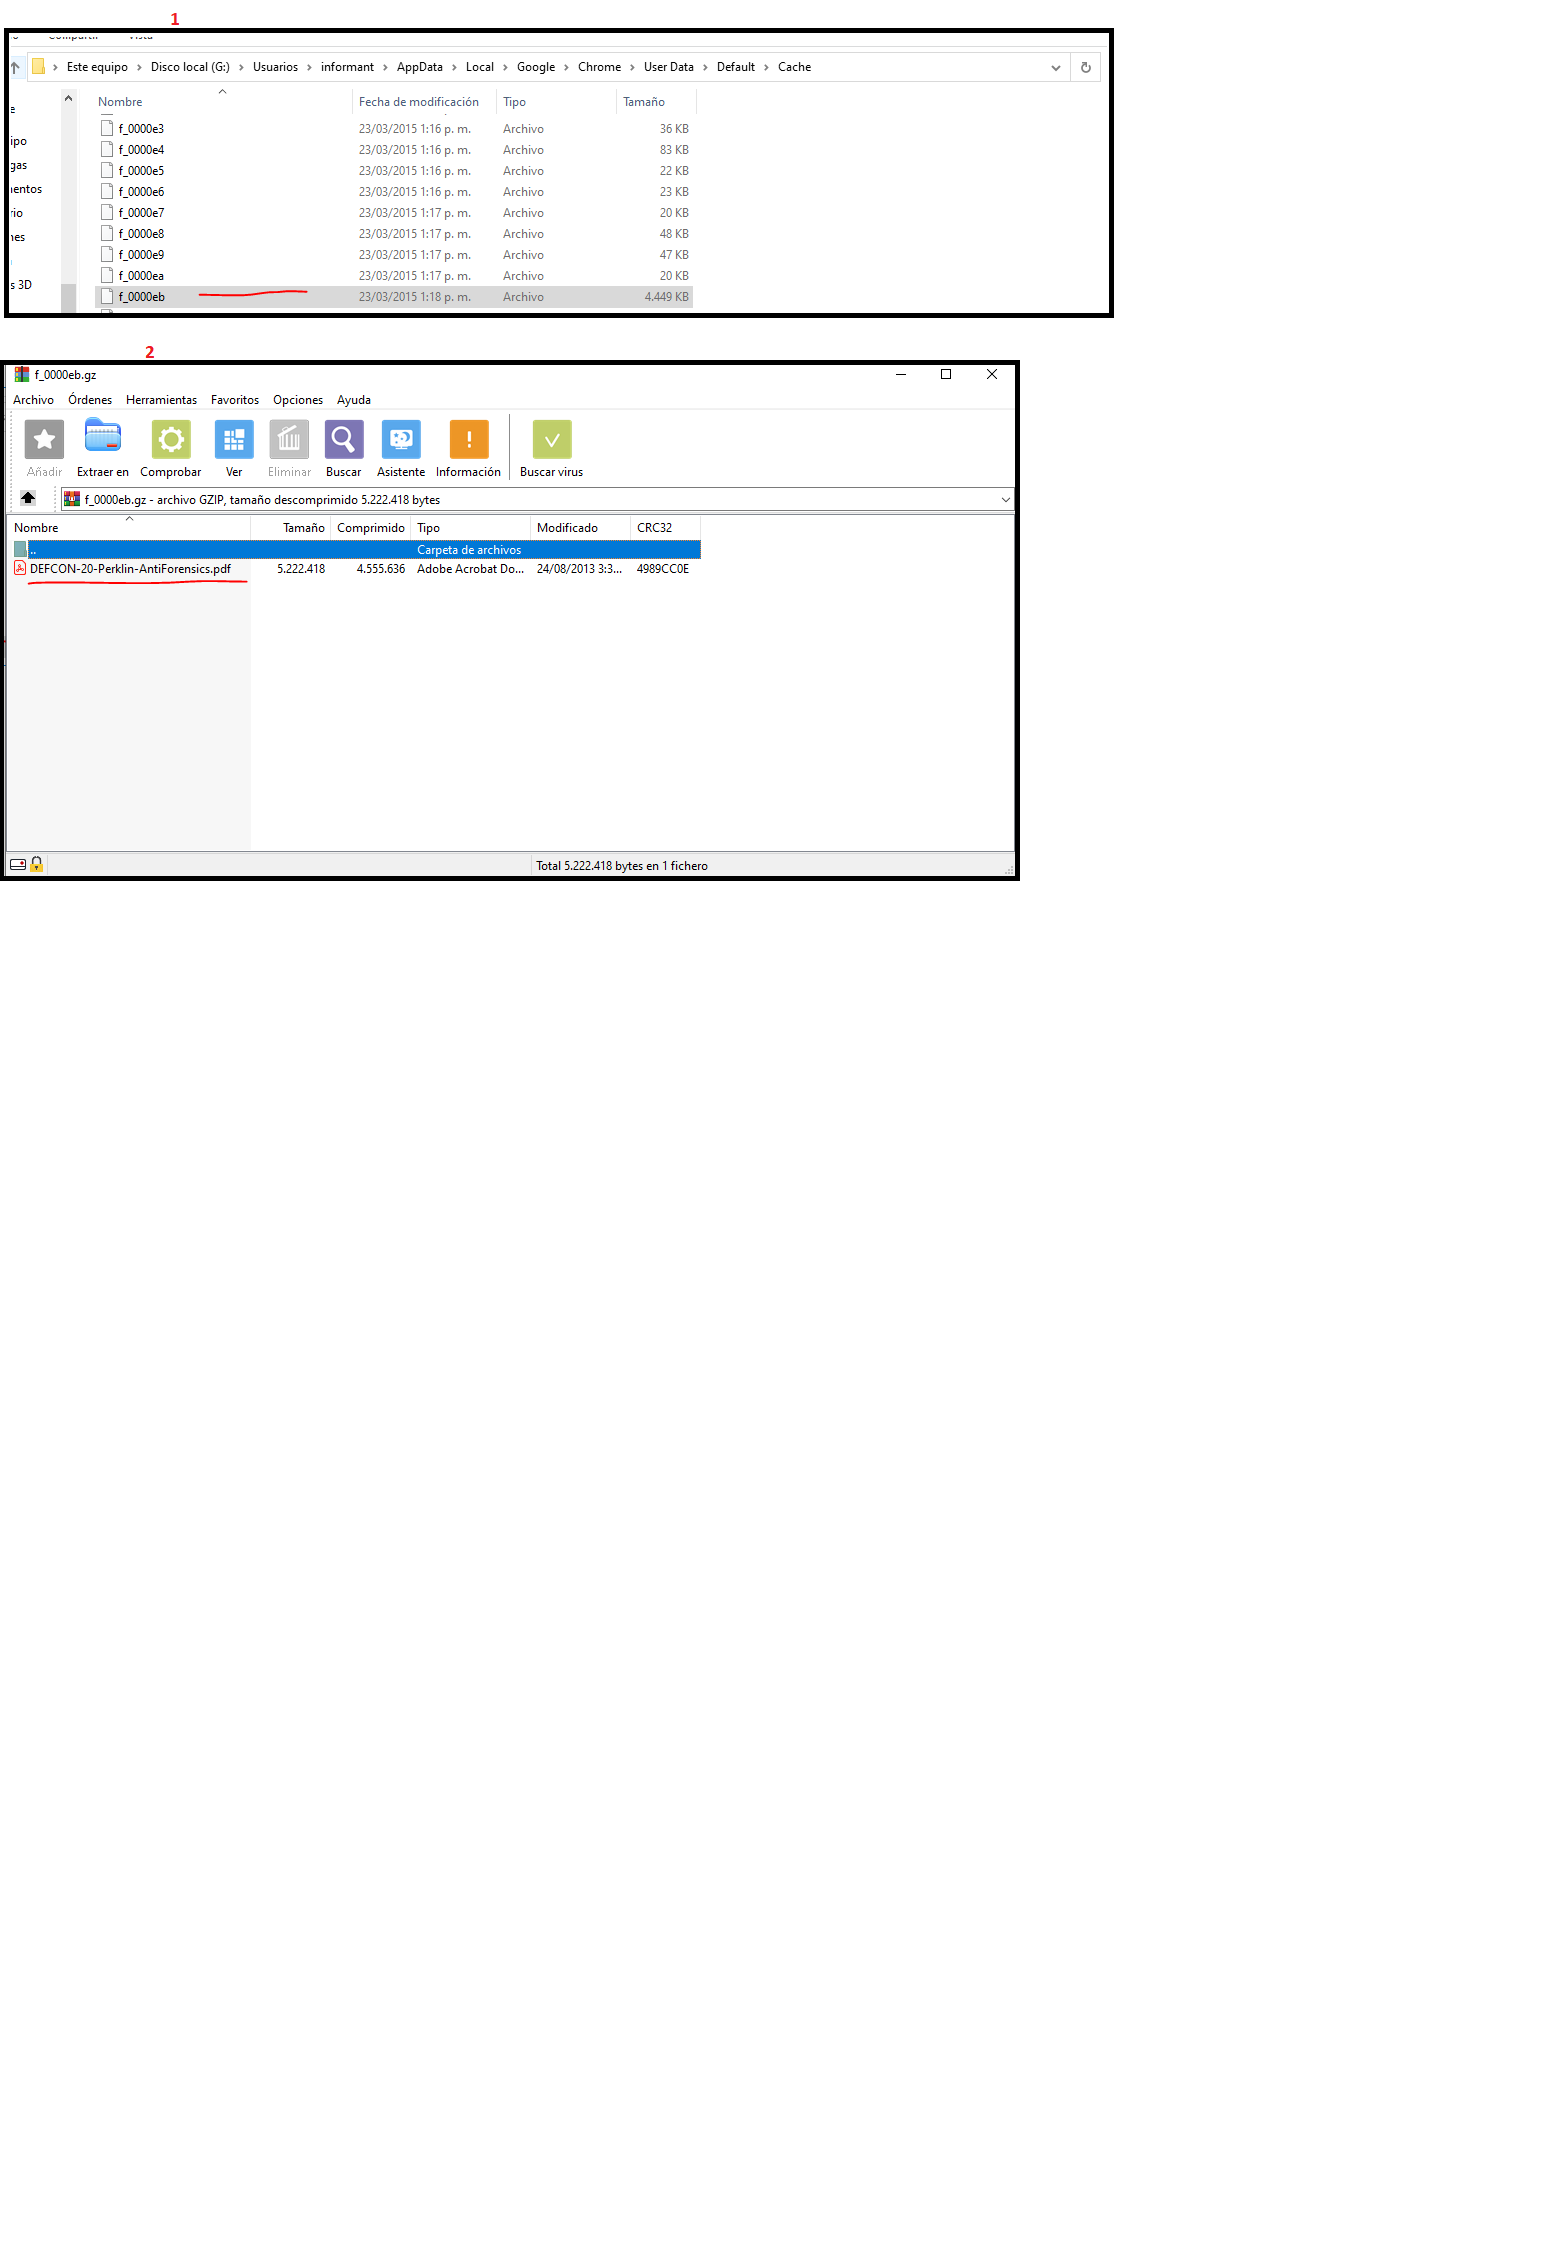 1
Compartir Vista
Este equipo › Disco local (G:) › Usuarios › informant › AppData › Local › Google › Chrome › User Data › Default › Cache
Nombre Fecha de modificación Tipo Tamaño
f_0000e3 23/03/2015 1:16 p. m. Archivo 36 KB
f_0000e4 23/03/2015 1:16 p. m. Archivo 83 KB
f_0000e5 23/03/2015 1:16 p. m. Archivo 22 KB
f_0000e6 23/03/2015 1:16 p. m. Archivo 23 KB
f_0000e7 23/03/2015 1:17 p. m. Archivo 20 KB
f_0000e8 23/03/2015 1:17 p. m. Archivo 48 KB
f_0000e9 23/03/2015 1:17 p. m. Archivo 47 KB
f_0000ea 23/03/2015 1:17 p. m. Archivo 20 KB
f_0000eb 23/03/2015 1:18 p. m. Archivo 4.449 KB
e
ipo
gas
nentos
rio
nes
s 3D
2
f_0000eb.gz
Archivo Órdenes Herramientas Favoritos Opciones Ayuda
Añadir Extraer en Comprobar Ver Eliminar Buscar Asistente Información Buscar virus
f_0000eb.gz - archivo GZIP, tamaño descomprimido 5.222.418 bytes
Nombre Tamaño Comprimido Tipo Modificado CRC32
.. Carpeta de archivos
DEFCON-20-Perklin-AntiForensics.pdf 5.222.418 4.555.636 Adobe Acrobat Do... 24/08/2013 3:3... 4989CC0E
Total 5.222.418 bytes en 1 fichero